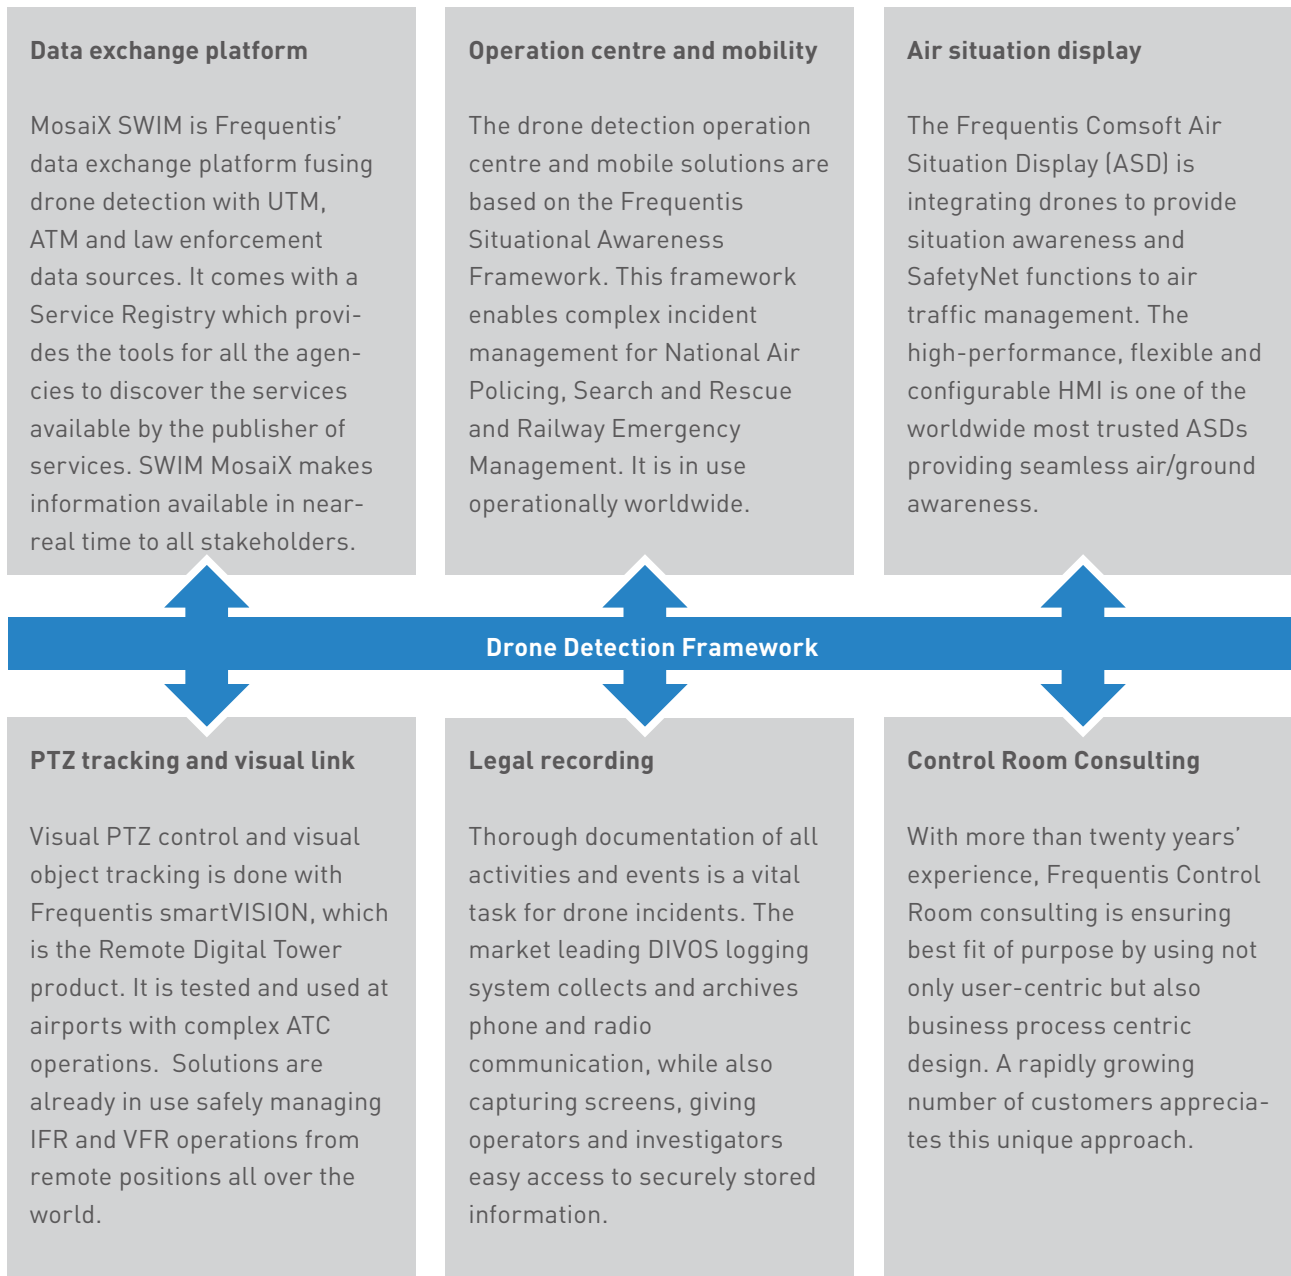 Data exchange platform
MosaiX SWIM is Frequentis’
data exchange platform fusing
drone detection with UTM,
ATM and law enforcement
data sources. It comes with a
Service Registry which provi-
des the tools for all the agen-
cies to discover the services
available by the publisher of
services. SWIM MosaiX makes
information available in near-
real time to all stakeholders.
Operation centre and mobility
The drone detection operation
centre and mobile solutions are
based on the Frequentis
Situational Awareness
Framework. This framework
enables complex incident
management for National Air
Policing, Search and Rescue
and Railway Emergency
Management. It is in use
operationally worldwide.
Air situation display
The Frequentis Comsoft Air
Situation Display (ASD) is
integrating drones to provide
situation awareness and
SafetyNet functions to air
traffic management. The
high-performance, flexible and
configurable HMI is one of the
worldwide most trusted ASDs
providing seamless air/ground
awareness.
Drone Detection Framework
PTZ tracking and visual link
Visual PTZ control and visual
object tracking is done with
Frequentis smartVISION, which
is the Remote Digital Tower
product. It is tested and used at
airports with complex ATC
operations.  Solutions are
already in use safely managing
IFR and VFR operations from
remote positions all over the
world.
Legal recording
Thorough documentation of all
activities and events is a vital
task for drone incidents. The
market leading DIVOS logging
system collects and archives
phone and radio
communication, while also
capturing screens, giving
operators and investigators
easy access to securely stored
information.
Control Room Consulting
With more than twenty years’
experience, Frequentis Control
Room consulting is ensuring
best fit of purpose by using not
only user-centric but also
business process centric
design. A rapidly growing
number of customers apprecia-
tes this unique approach.